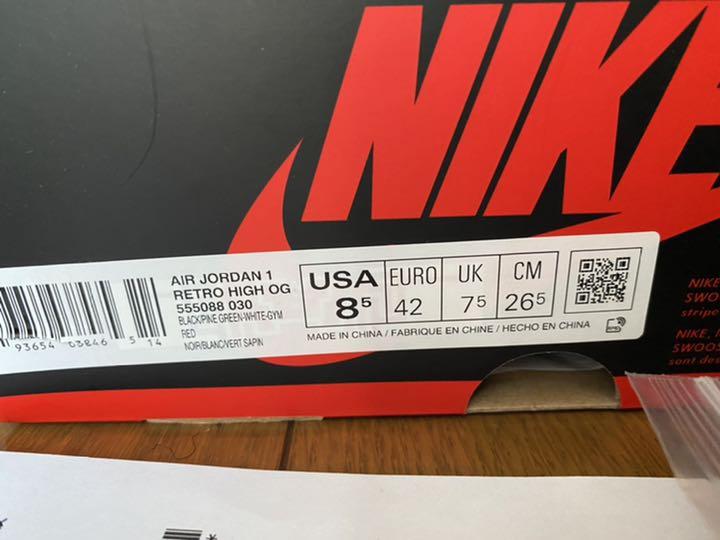 NIKE
AIR JORDAN 1
RETRO HIGH OG
555088 030
BLACK/PINE GREEN-WHITE-GYM
RED
NOIR/BLANC/VERT SAPIN
93654 03846 5 14
USA EURO UK CM
8⁵ 42 7⁵ 26⁵
MADE IN CHINA / FABRIQUE EN CHINE / HECHO EN CHINA
NIKE
SWO
stripe
NIKE,
SWOOS
sont des